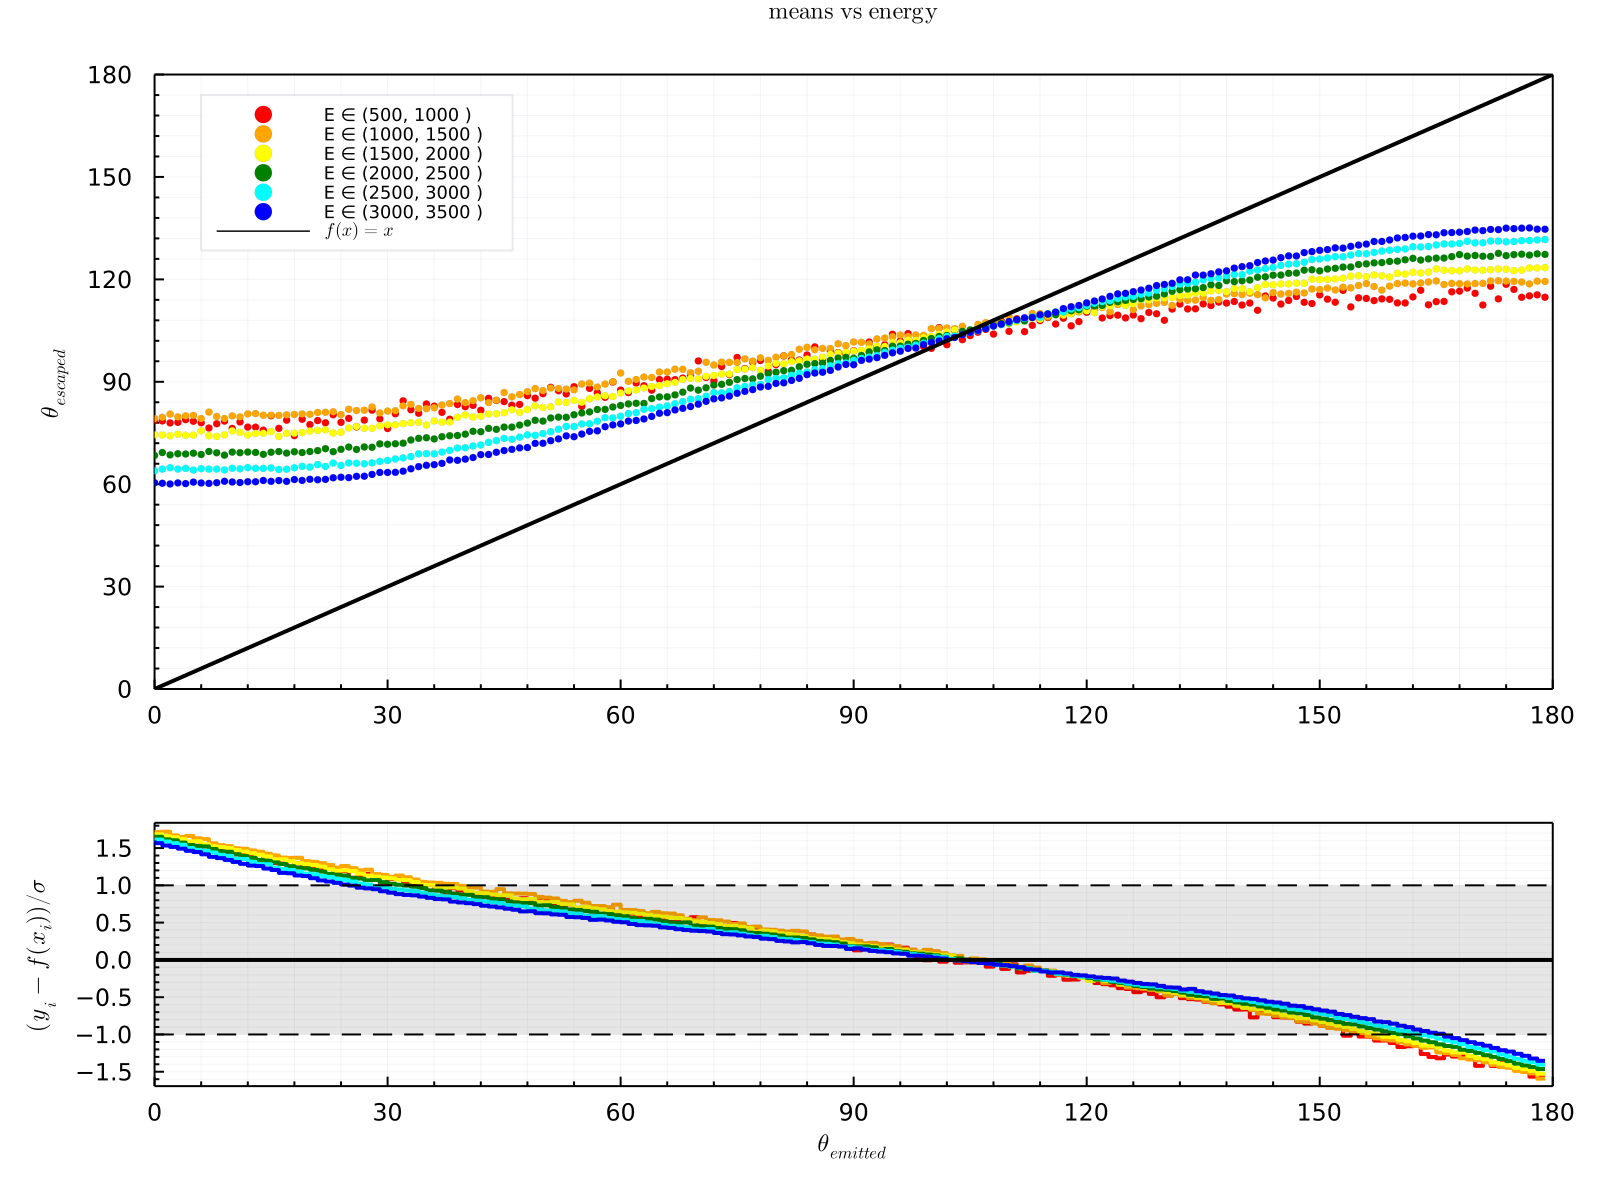 means vs energy
180
150
120
90
60
30
0
θ_escaped
E ∈ (500, 1000 )
E ∈ (1000, 1500 )
E ∈ (1500, 2000 )
E ∈ (2000, 2500 )
E ∈ (2500, 3000 )
E ∈ (3000, 3500 )
f(x) = x
0 30 60 90 120 150 180
(y_i − f(x_i))/σ
1.5
1.0
0.5
0.0
−0.5
−1.0
−1.5
0 30 60 90 120 150 180
θ_emitted